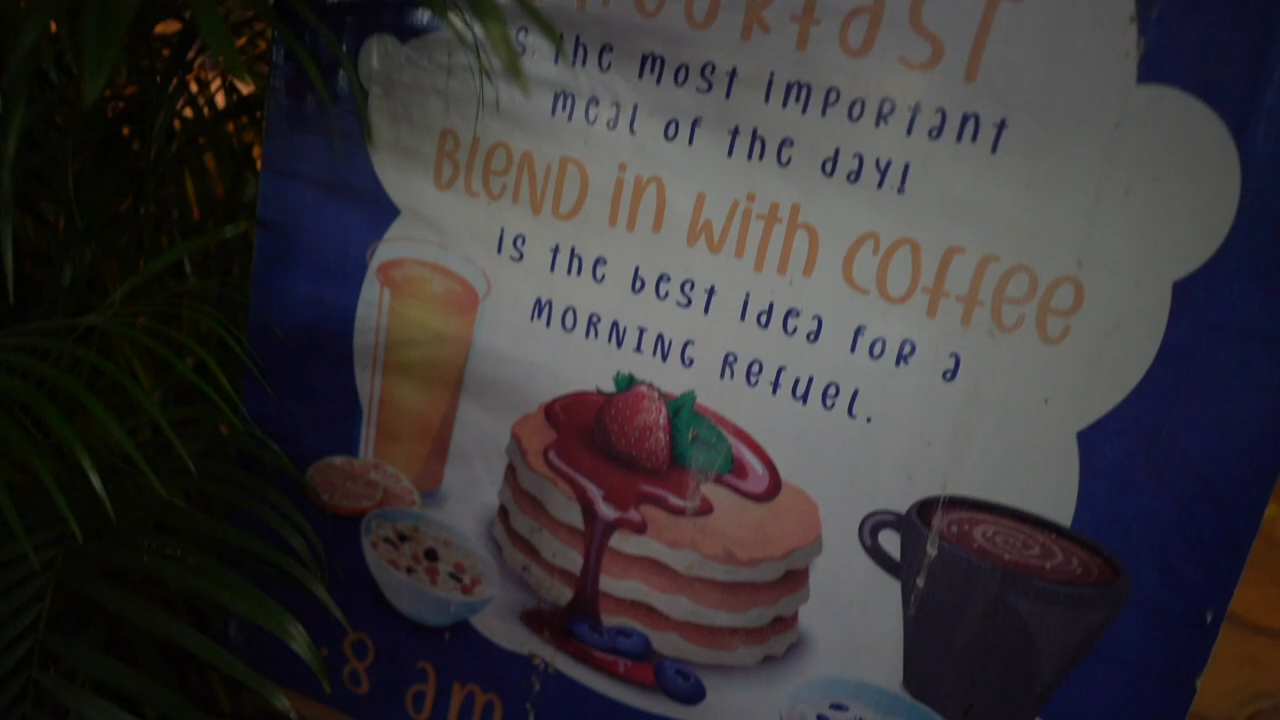 is the most important
meal of the day!
BLEND in with coffee
is the best idea for a
MORNING Refuel.
8 am